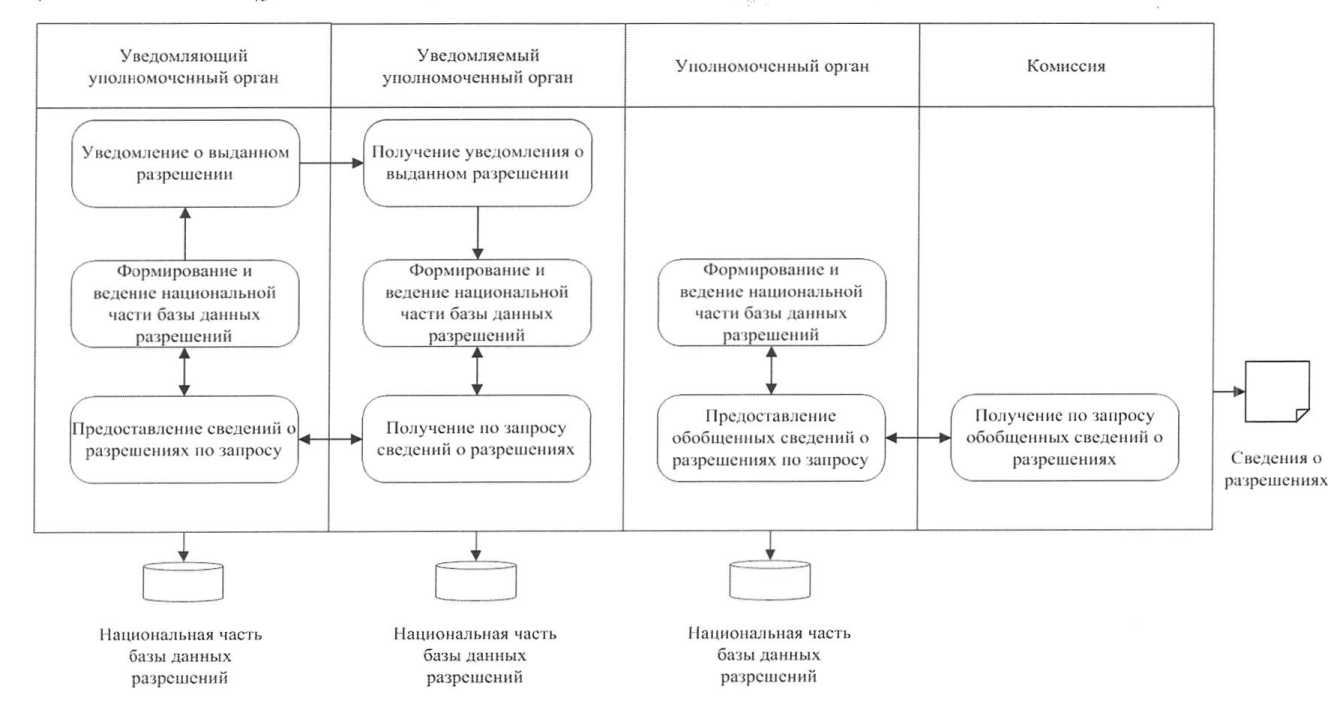 Уведомляющий
уполномоченный орган
Уведомляемый
уполномоченный орган
Уполномоченный орган
Комиссия
Уведомление о выданном
разрешении
Получение уведомления о
выданном разрешении
Формирование и
ведение национальной
части базы данных
разрешений
Формирование и
ведение национальной
части базы данных
разрешений
Формирование и
ведение национальной
части базы данных
разрешений
Предоставление сведений о
разрешениях по запросу
Получение по запросу
сведений о разрешениях
Предоставление
обобщенных сведений о
разрешениях по запросу
Получение по запросу
обобщенных сведений о
разрешениях
Сведения о
разрешениях
Национальная часть
базы данных
разрешений
Национальная часть
базы данных
разрешений
Национальная часть
базы данных
разрешений